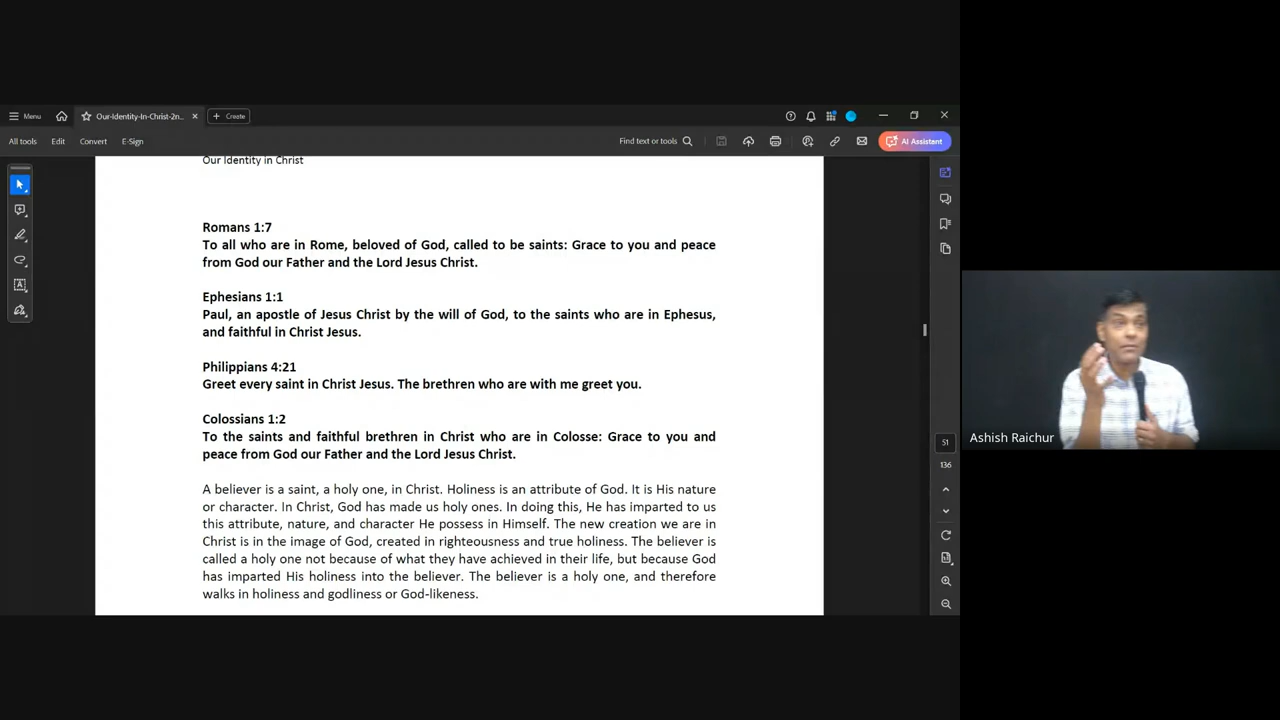 Menu
Our-Identity-In-Christ-2n...
Create
All tools
Edit
Convert
E-Sign
Find text or tools
AI Assistant
Our Identity in Christ
Romans 1:7
To all who are in Rome, beloved of God, called to be saints: Grace to you and peace
from God our Father and the Lord Jesus Christ.
Ephesians 1:1
Paul, an apostle of Jesus Christ by the will of God, to the saints who are in Ephesus,
and faithful in Christ Jesus.
Philippians 4:21
Greet every saint in Christ Jesus. The brethren who are with me greet you.
Colossians 1:2
To the saints and faithful brethren in Christ who are in Colosse: Grace to you and
peace from God our Father and the Lord Jesus Christ.
A believer is a saint, a holy one, in Christ. Holiness is an attribute of God. It is His nature
or character. In Christ, God has made us holy ones. In doing this, He has imparted to us
this attribute, nature, and character He possess in Himself. The new creation we are in
Christ is in the image of God, created in righteousness and true holiness. The believer is
called a holy one not because of what they have achieved in their life, but because God
has imparted His holiness into the believer. The believer is a holy one, and therefore
walks in holiness and godliness or God-likeness.
51
136
Ashish Raichur